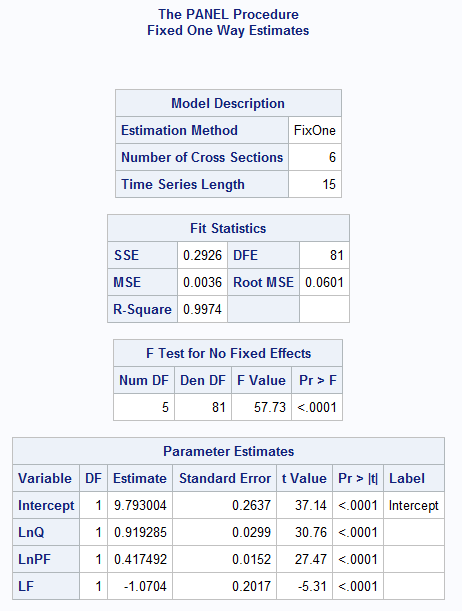 The PANEL Procedure
Fixed One Way Estimates
Model Description
Estimation Method FixOne
Number of Cross Sections 6
Time Series Length 15
Fit Statistics
SSE 0.2926 DFE 81
MSE 0.0036 Root MSE 0.0601
R-Square 0.9974
F Test for No Fixed Effects
Num DF Den DF F Value Pr > F
5 81 57.73 <.0001
Parameter Estimates
Variable DF Estimate Standard Error t Value Pr > |t| Label
Intercept 1 9.793004 0.2637 37.14 <.0001 Intercept
LnQ 1 0.919285 0.0299 30.76 <.0001
LnPF 1 0.417492 0.0152 27.47 <.0001
LF 1 -1.0704 0.2017 -5.31 <.0001